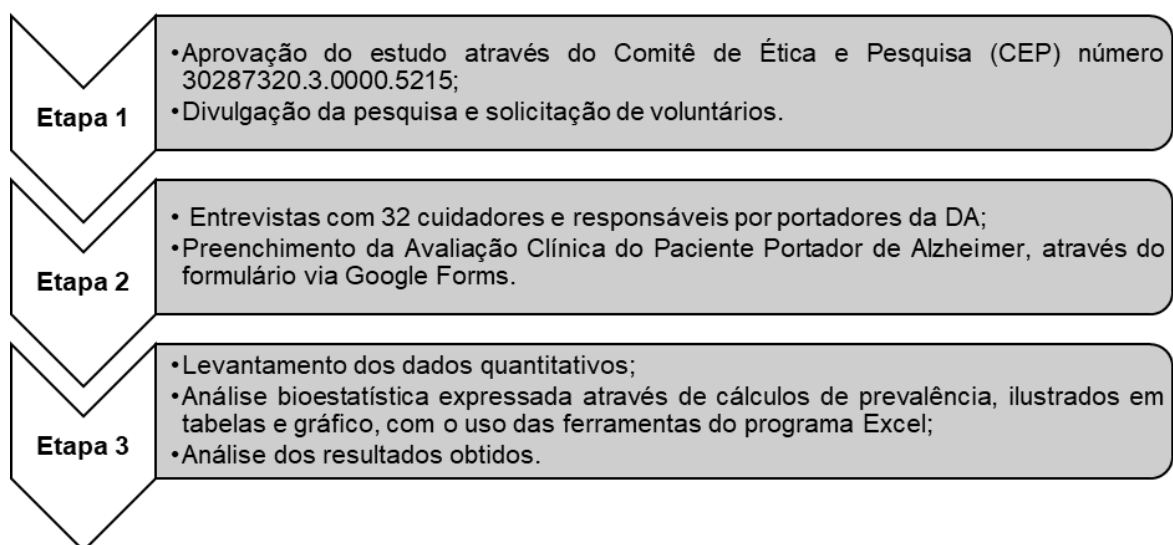 Etapa 1
•Aprovação do estudo através do Comitê de Ética e Pesquisa (CEP) número
30287320.3.0000.5215;
•Divulgação da pesquisa e solicitação de voluntários.
Etapa 2
• Entrevistas com 32 cuidadores e responsáveis por portadores da DA;
•Preenchimento da Avaliação Clínica do Paciente Portador de Alzheimer, através do
formulário via Google Forms.
Etapa 3
•Levantamento dos dados quantitativos;
•Análise bioestatística expressada através de cálculos de prevalência, ilustrados em
tabelas e gráfico, com o uso das ferramentas do programa Excel;
•Análise dos resultados obtidos.